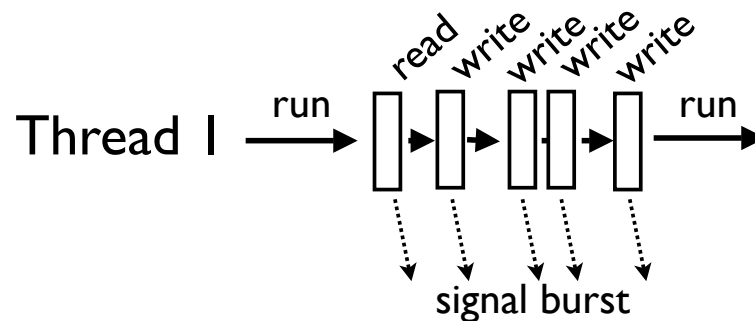 read write write write write
Thread 1 run run
signal burst